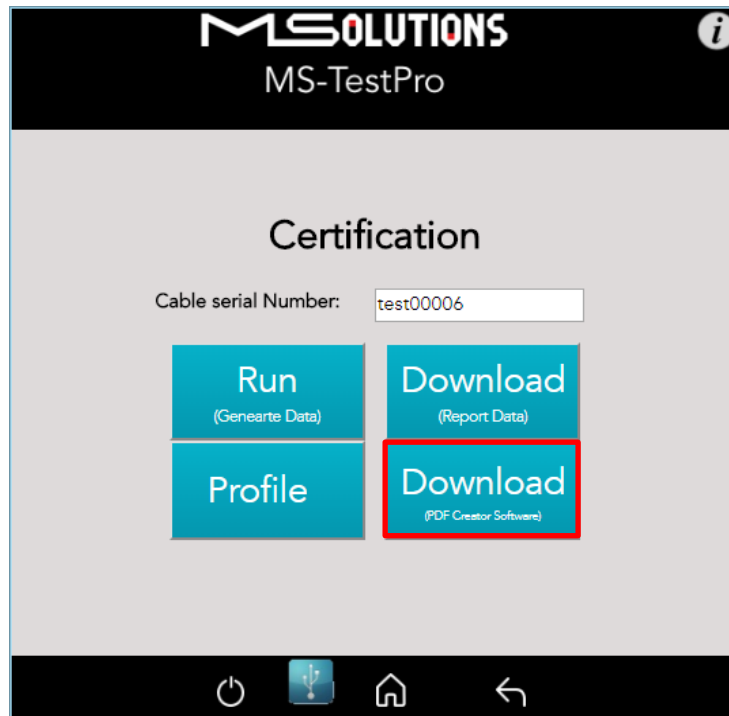 MSOLUTIONS
i
MS-TestPro
Certification
Cable serial Number: test00006
Run
(Genearte Data)
Download
(Report Data)
Profile
Download
(PDF Creator Software)